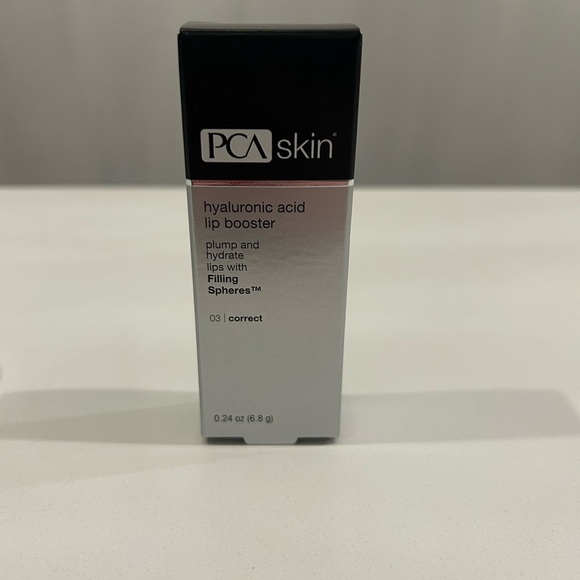 PCA skin®
hyaluronic acid
lip booster
plump and
hydrate
lips with
Filling
Spheres™
03 | correct
0.24 oz (6.8 g)